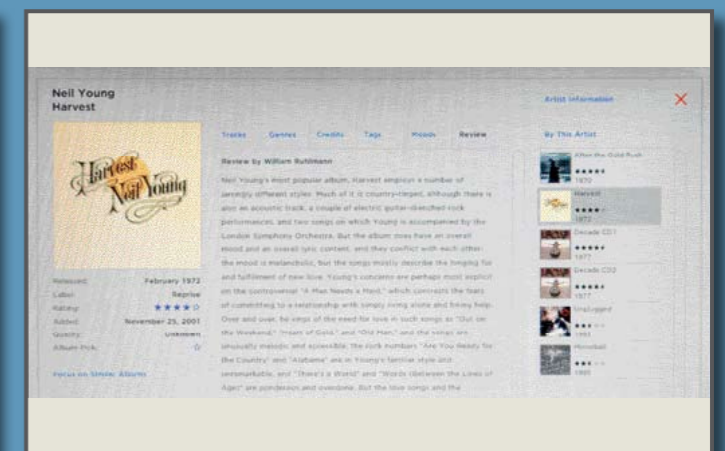 Neil Young
Harvest
Artist Information
Tracks
Genres
Credits
Tags
Moods
Review
By This Artist
Harvest
Neil Young
Review by William Ruhlmann
Neil Young's most popular album, Harvest employs a number of
jarringly different styles. Much of it is country-tinged, although there is
also an acoustic track, a couple of electric guitar-drenched rock
performances, and two songs on which Young is accompanied by the
London Symphony Orchestra. But the album does have an overall
mood and an overall lyric content, and they conflict with each other:
the mood is melancholic, but the songs mostly describe the longing for
and fulfillment of new love. Young's concerns are perhaps most explicit
on the controversial "A Man Needs a Maid," which contrasts the fears
of committing to a relationship with simply living alone and hiring help.
Over and over, he sings of the need for love in such songs as "Out on
the Weekend," "Heart of Gold," and "Old Man," and the songs are
unusually melodic and accessible. The rock numbers "Are You Ready for
the Country" and "Alabama" are in Young's familiar style and
unremarkable, and "There's a World" and "Words (Between the Lines of
Age)" are ponderous and overdone. But the love songs and the
Released: February 1972
Label: Reprise
Rating: ★★★★☆
Added: November 25, 2001
Quality: Unknown
Album Pick: ☆
Focus on Similar Albums
After the Gold Rush
1970
Harvest
1972
Decade CD1
1977
Decade CD2
1977
Unplugged
1993